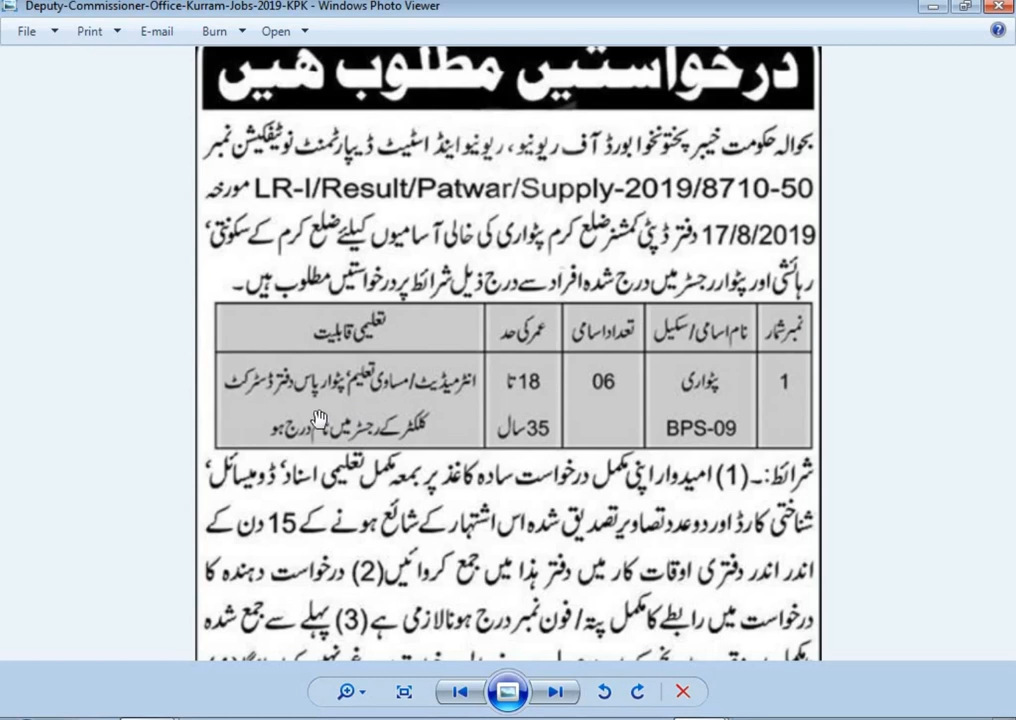 Deputy-Commissioner-Office-Kurram-Jobs-2019-KPK - Windows Photo Viewer
File Print E-mail Burn Open
درخواستیں مطلوب ھیں
بحوالہ حکومت خیبر پختونخوا بورڈ آف ریونیو، ریونیو اینڈ اسٹیٹ ڈیپارٹمنٹ نوٹیفکیشن نمبر
LR-I/Result/Patwar/Supply-2019/8710-50 مورخہ
17/8/2019 دفتر ڈپٹی کمشنر ضلع کرم پٹواری کی خالی آسامیوں کیلئے ضلع کرم کے سکونتی،
رہائشی اور پٹوار رجسٹر میں درج شدہ افراد سے درج ذیل شرائط پر درخواستیں مطلوب ہیں۔
نمبر شمار نام اسامی/سکیل تعداد اسامی عمر کی حد تعلیمی قابلیت
1 پٹواری 06 18 تا انٹرمیڈیٹ/مساوی تعلیم، پٹوار پاس دفتر ڈسٹرکٹ
BPS-09 35 سال کلکٹر کے رجسٹر میں نام درج ہو
شرائط:۔ (1) امیدوار اپنی مکمل درخواست سادہ کاغذ پر بمعہ مکمل تعلیمی اسناد، ڈومیسائل،
شناختی کارڈ اور دو عدد تصاویر تصدیق شدہ اس اشتہار کے شائع ہونے کے 15 دن کے
اندر اندر دفتری اوقات کار میں دفتر ہذا میں جمع کروائیں (2) درخواست دھندہ کا
درخواست میں رابطے کا مکمل پتہ/فون نمبر درج ہونا لازمی ہے (3) پہلے سے جمع شدہ